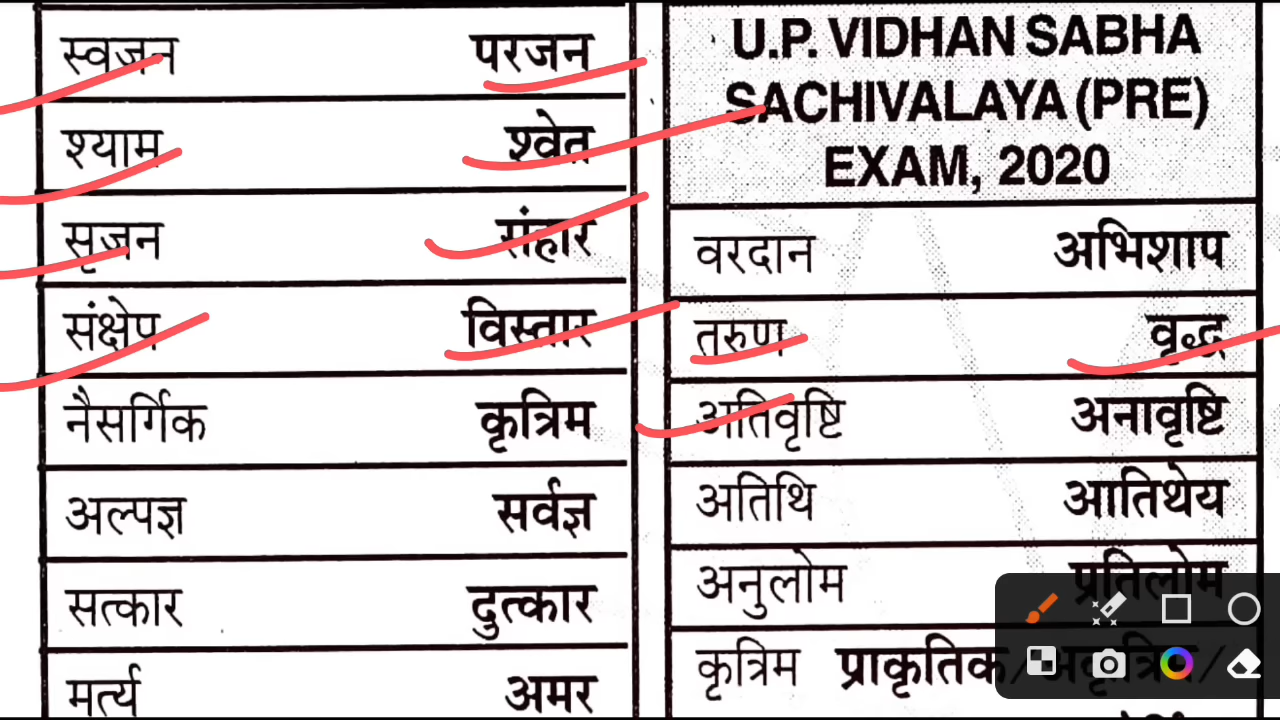 स्वजन परजन
श्याम श्वेत
सृजन संहार
संक्षेप विस्तार
नैसर्गिक कृत्रिम
अल्पज्ञ सर्वज्ञ
सत्कार दुत्कार
मर्त्य अमर
U.P. VIDHAN SABHA
SACHIVALAYA (PRE)
EXAM, 2020
वरदान अभिशाप
तरुण वृद्ध
अतिवृष्टि अनावृष्टि
अतिथि आतिथेय
अनुलोम प्रतिलोम
कृत्रिम प्राकृतिक/अकृत्रिम/